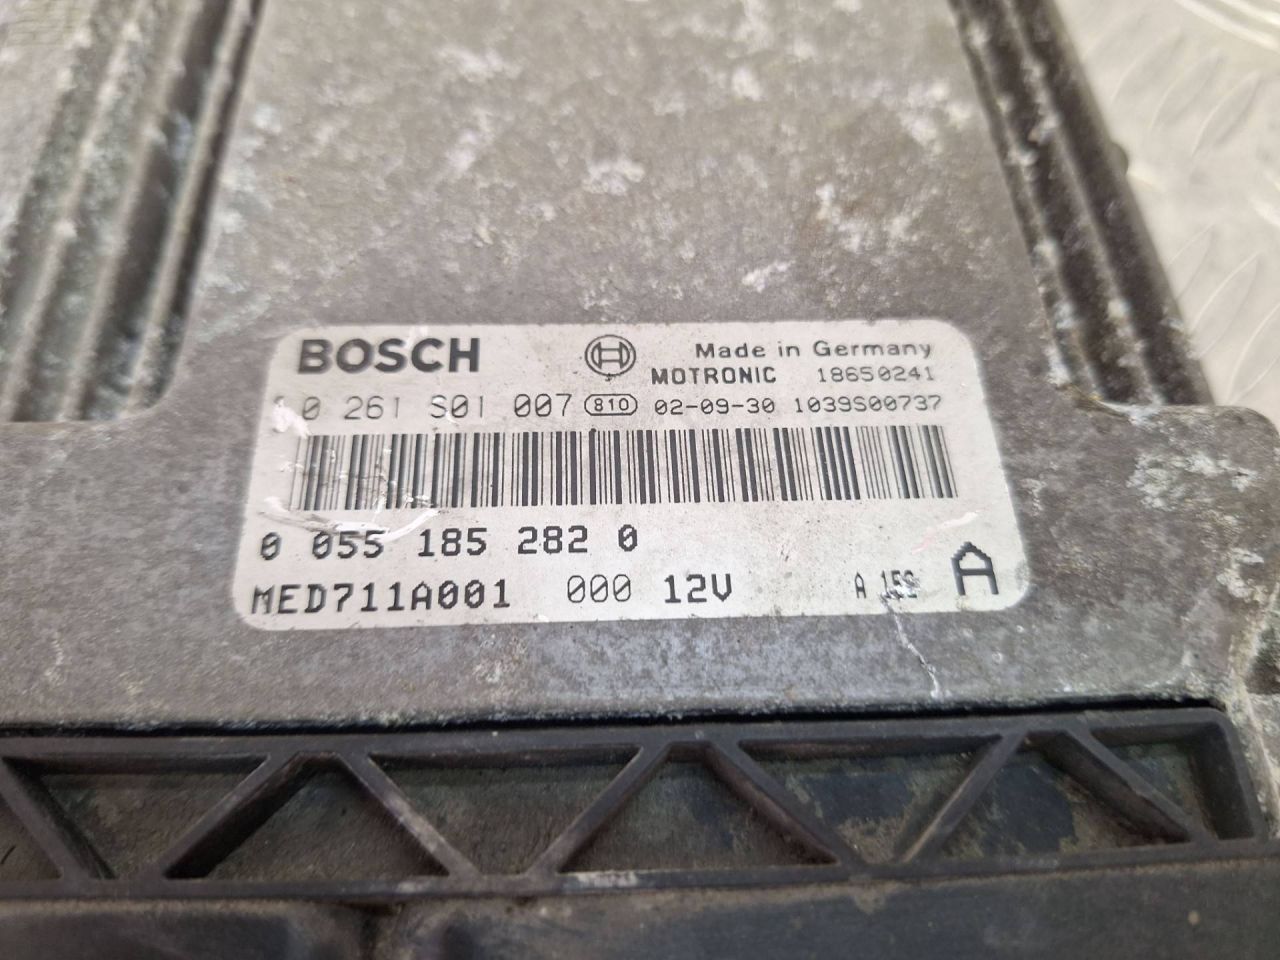 BOSCH Made in Germany
MOTRONIC 18650241
0 261 S01 007 810 02-09-30 1039S00737
0 055 185 282 0
MED711A001 000 12V A 15S A